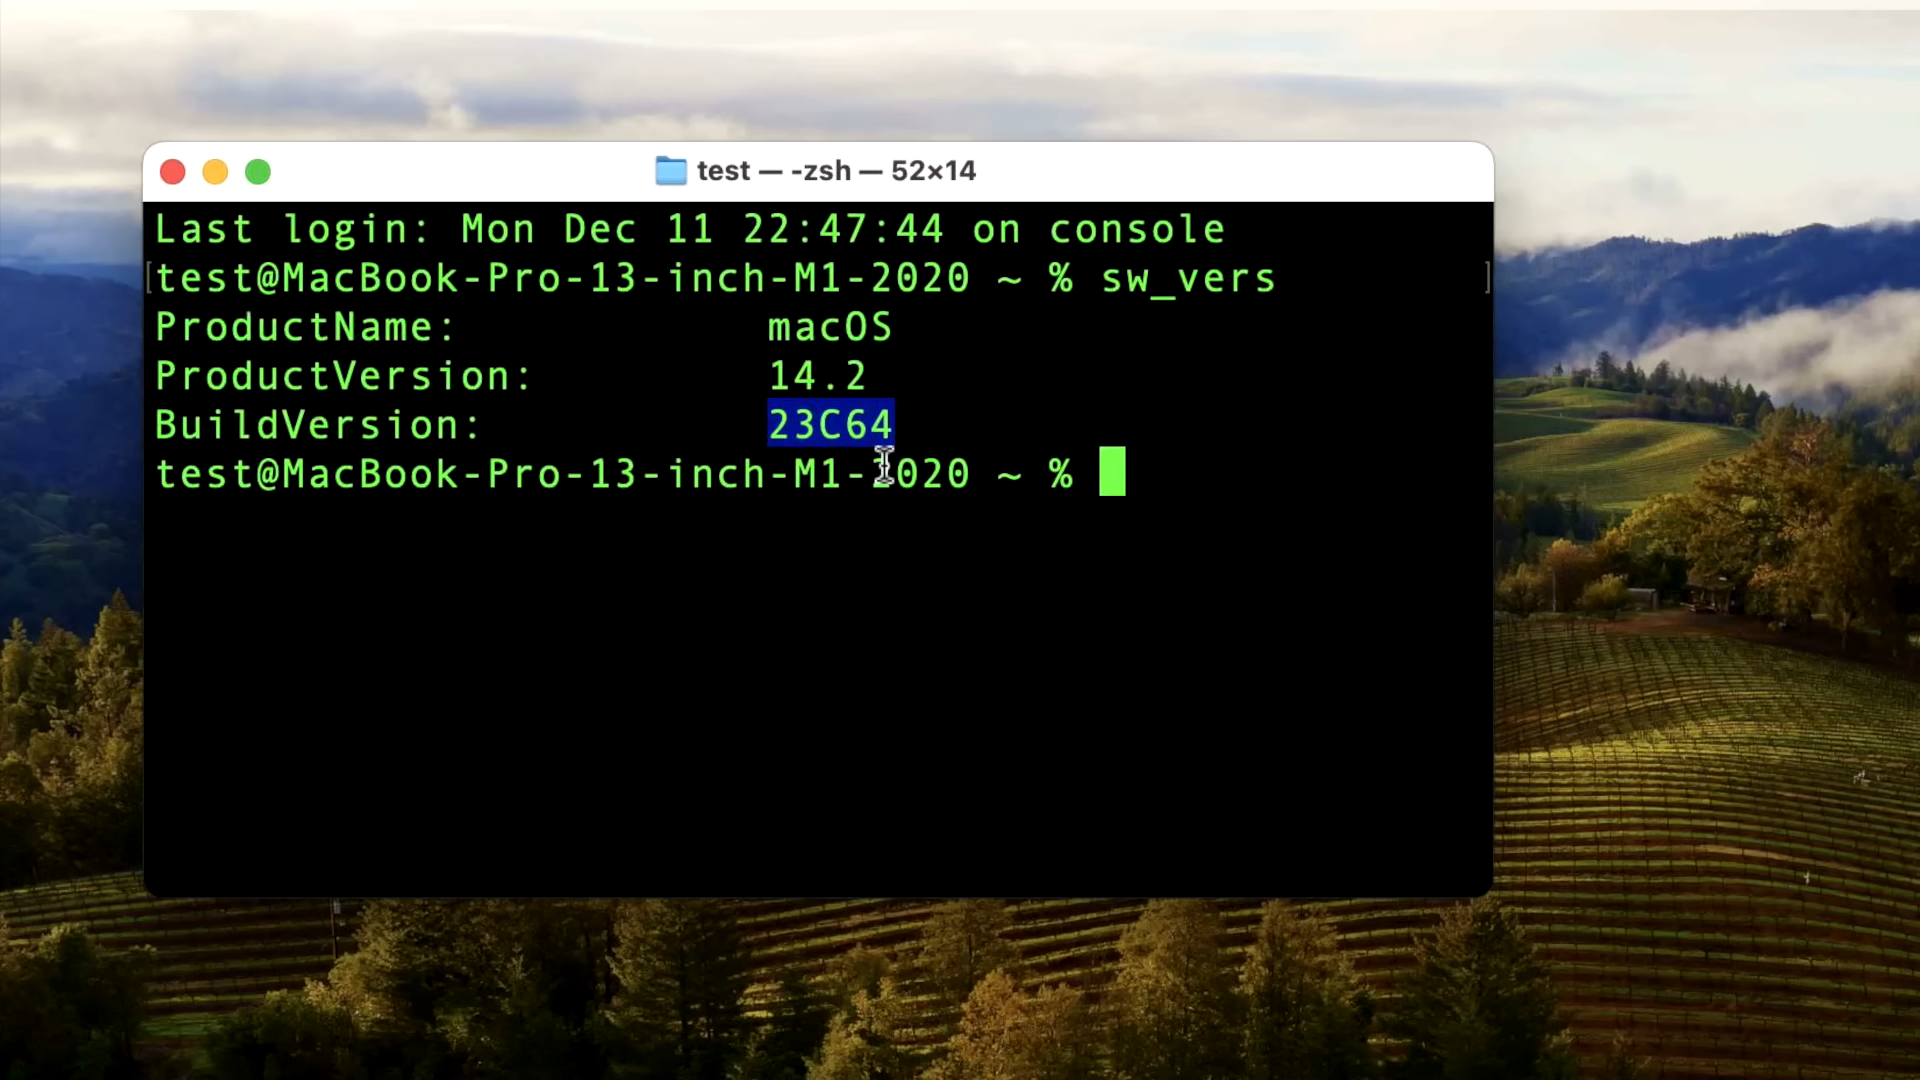 test — -zsh — 52×14
Last login: Mon Dec 11 22:47:44 on console
[test@MacBook-Pro-13-inch-M1-2020 ~ % sw_vers ]
ProductName: macOS
ProductVersion: 14.2
BuildVersion: 23C64
test@MacBook-Pro-13-inch-M1-2020 ~ %